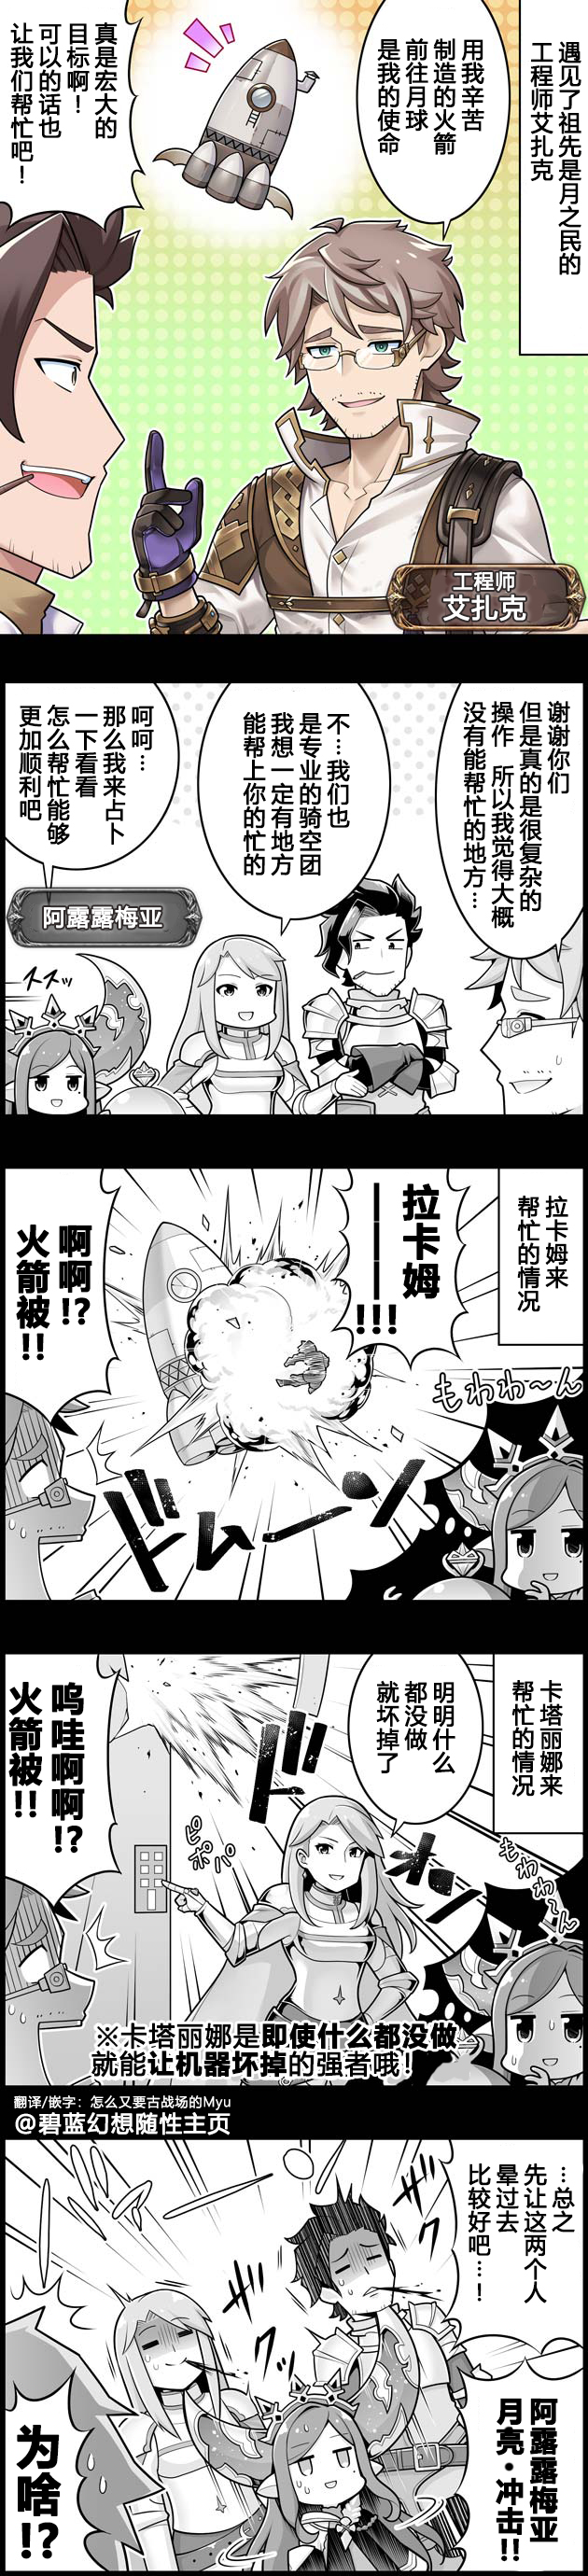 遇见了祖先是月之民的
工程师艾扎克
用我辛苦
制造的火箭
前往月球
是我的使命
真是宏大的
目标啊！
可以的话也
让我们帮忙吧！
工程师
艾扎克
谢谢你们
但是真的是很复杂的
操作 所以我觉得大概
没有能帮忙的地方…
不…我们也
是专业的骑空团
我想一定有地方
能帮上你的忙的
呵呵…
那么我来占卜
一下看看
怎么帮忙能够
更加顺利吧
阿露露梅亚
スススッ
拉卡姆来
帮忙的情况
拉卡姆
——!!!
啊啊!?
火箭被!!
もわわ〜ん
ドムーン
卡塔丽娜来
帮忙的情况
明明什么
都没做
就坏掉了
呜哇啊啊!?
火箭被!!
ドオォン
ピポパ
もわわ〜ん
※卡塔丽娜是即使什么都没做
就能让机器坏掉的强者哦！
翻译/嵌字：怎么又要古战场的Myu
@碧蓝幻想随性主页
…总之
先让这两个人
晕过去
比较好吧…！
ドゴッ
阿露露梅亚
月亮·冲击!!
为啥!?